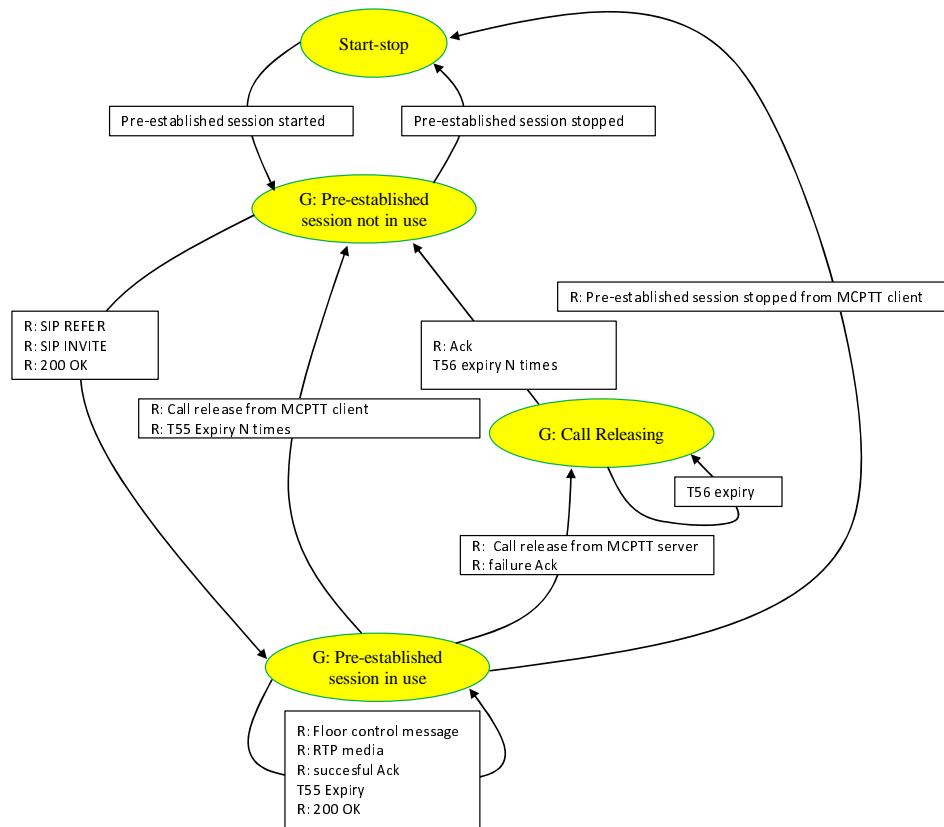 Start-stop
Pre-established session started
Pre-established session stopped
G: Pre-established
session not in use
R: Pre-established session stopped from MCPTT client
R: SIP REFER
R: SIP INVITE
R: 200 OK
R: Ack
T56 expiry N times
R: Call release from MCPTT client
R: T55 Expiry N times
G: Call Releasing
T56 expiry
R: Call release from MCPTT server
R: failure Ack
G: Pre-established
session in use
R: Floor control message
R: RTP media
R: succesful Ack
T55 Expiry
R: 200 OK